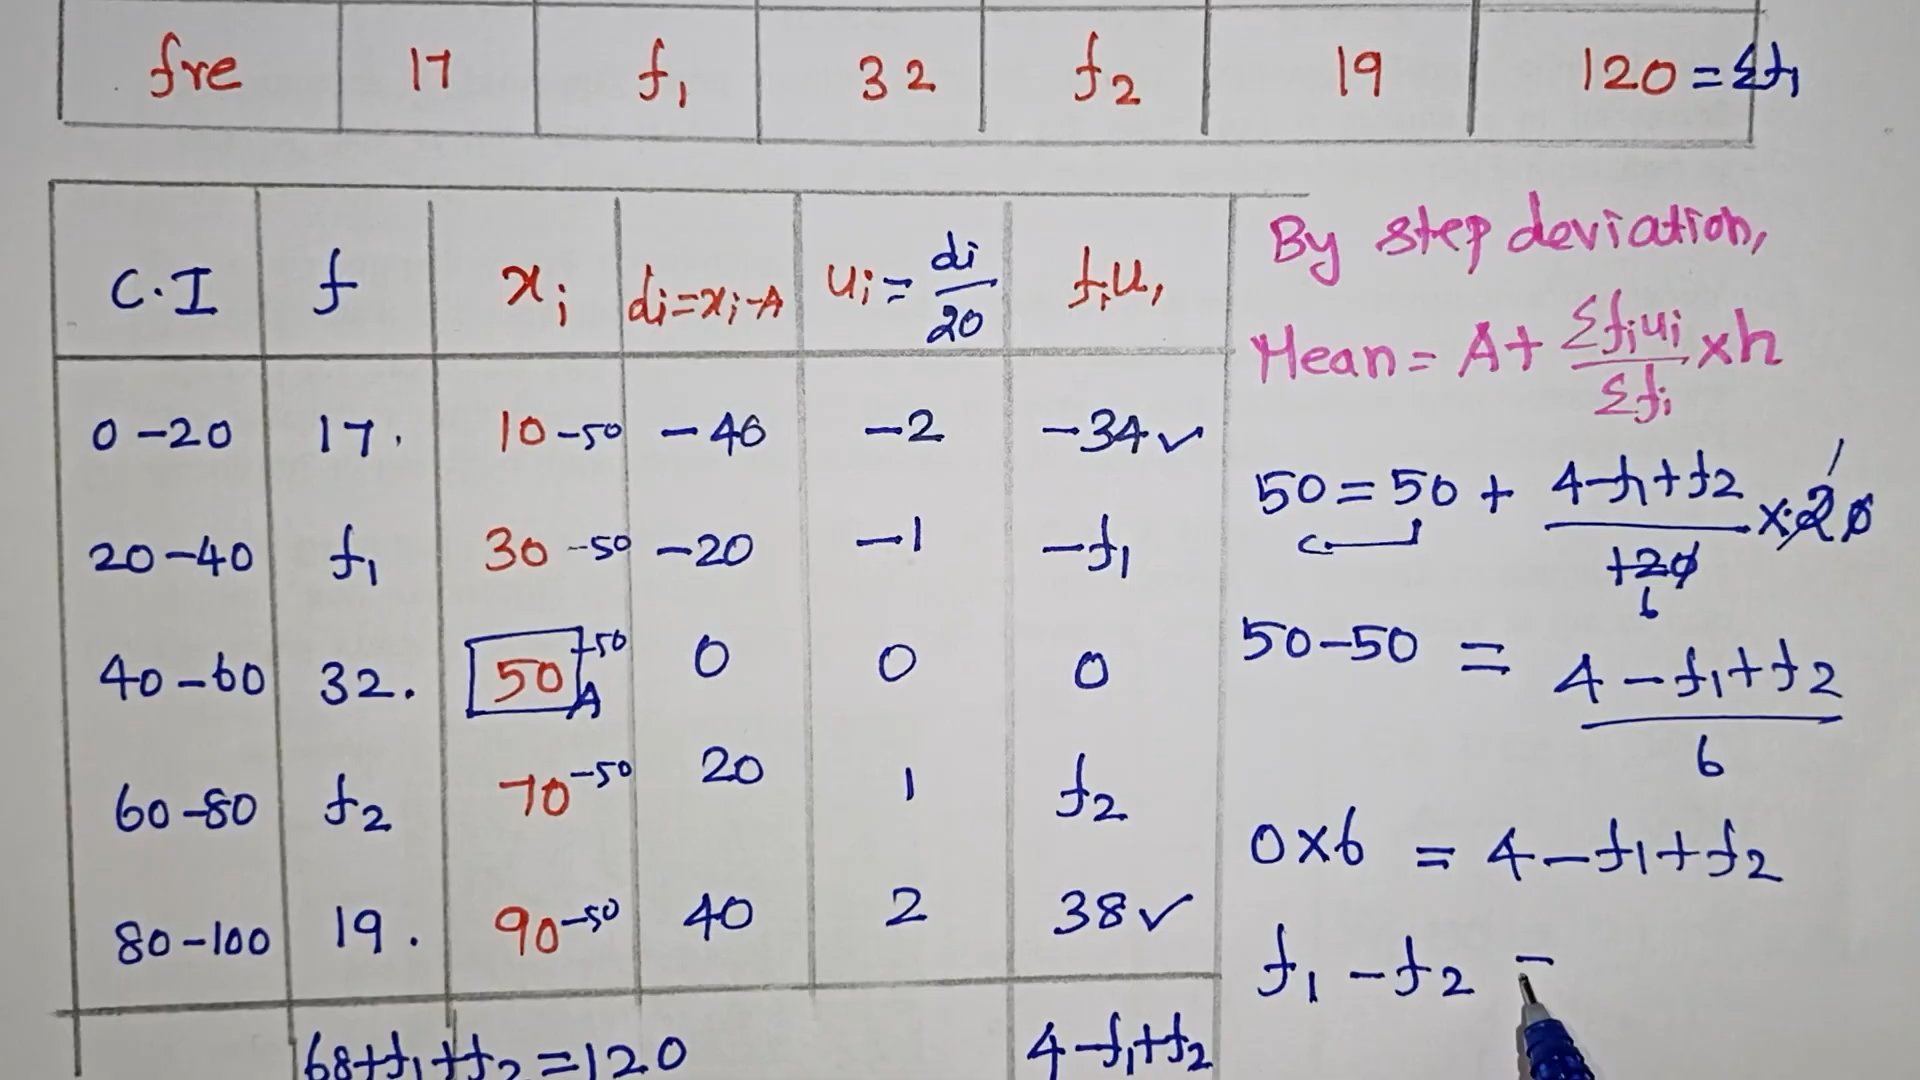 fre 17 f₁ 32 f₂ 19 120 = Σf₁
C.I f xᵢ dᵢ=xᵢ-A uᵢ=dᵢ/20 fᵢuᵢ
0-20 17. 10-50 -40 -2 -34✓
20-40 f₁ 30-50 -20 -1 -f₁
40-60 32. 50-50 A 0 0 0
60-80 f₂ 70-50 20 1 f₂
80-100 19. 90-50 40 2 38✓
68+f₁+f₂=120 4-f₁+f₂
By step deviation,
Mean = A+ Σfᵢuᵢ/Σfᵢ ×h
50=50+ 4-f₁+f₂/120 ×20
1
6
50-50 = 4-f₁+f₂/6
0×6 = 4-f₁+f₂
f₁-f₂ =